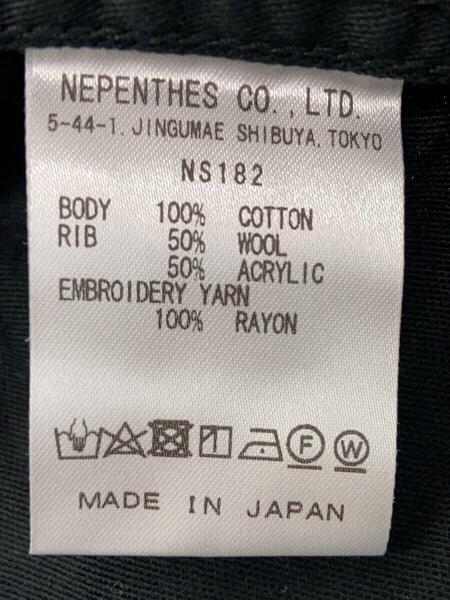 NEPENTHES CO.,LTD.
5-44-1, JINGUMAE SHIBUYA, TOKYO
NS182
BODY 100% COTTON
RIB 50% WOOL
50% ACRYLIC
EMBROIDERY YARN
100% RAYON
F W
MADE IN JAPAN